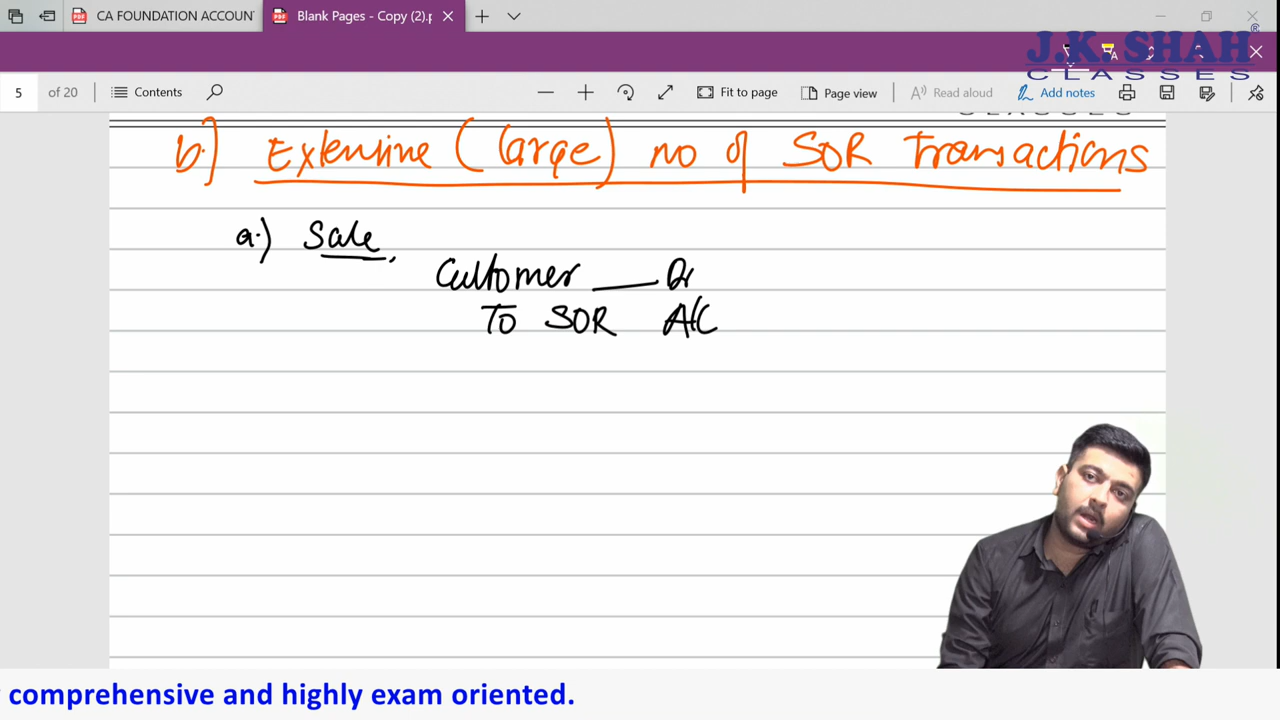 CA FOUNDATION ACCOUN
Blank Pages - Copy (2).p
J.K. SHAH®
CLASSES
5 of 20 Contents Fit to page Page view Read aloud Add notes
CLASSES
b.] Extensive (large) no of SOR Transactions
a.) Sale,
Customer — Dr
To SOR A/C
comprehensive and highly exam oriented.